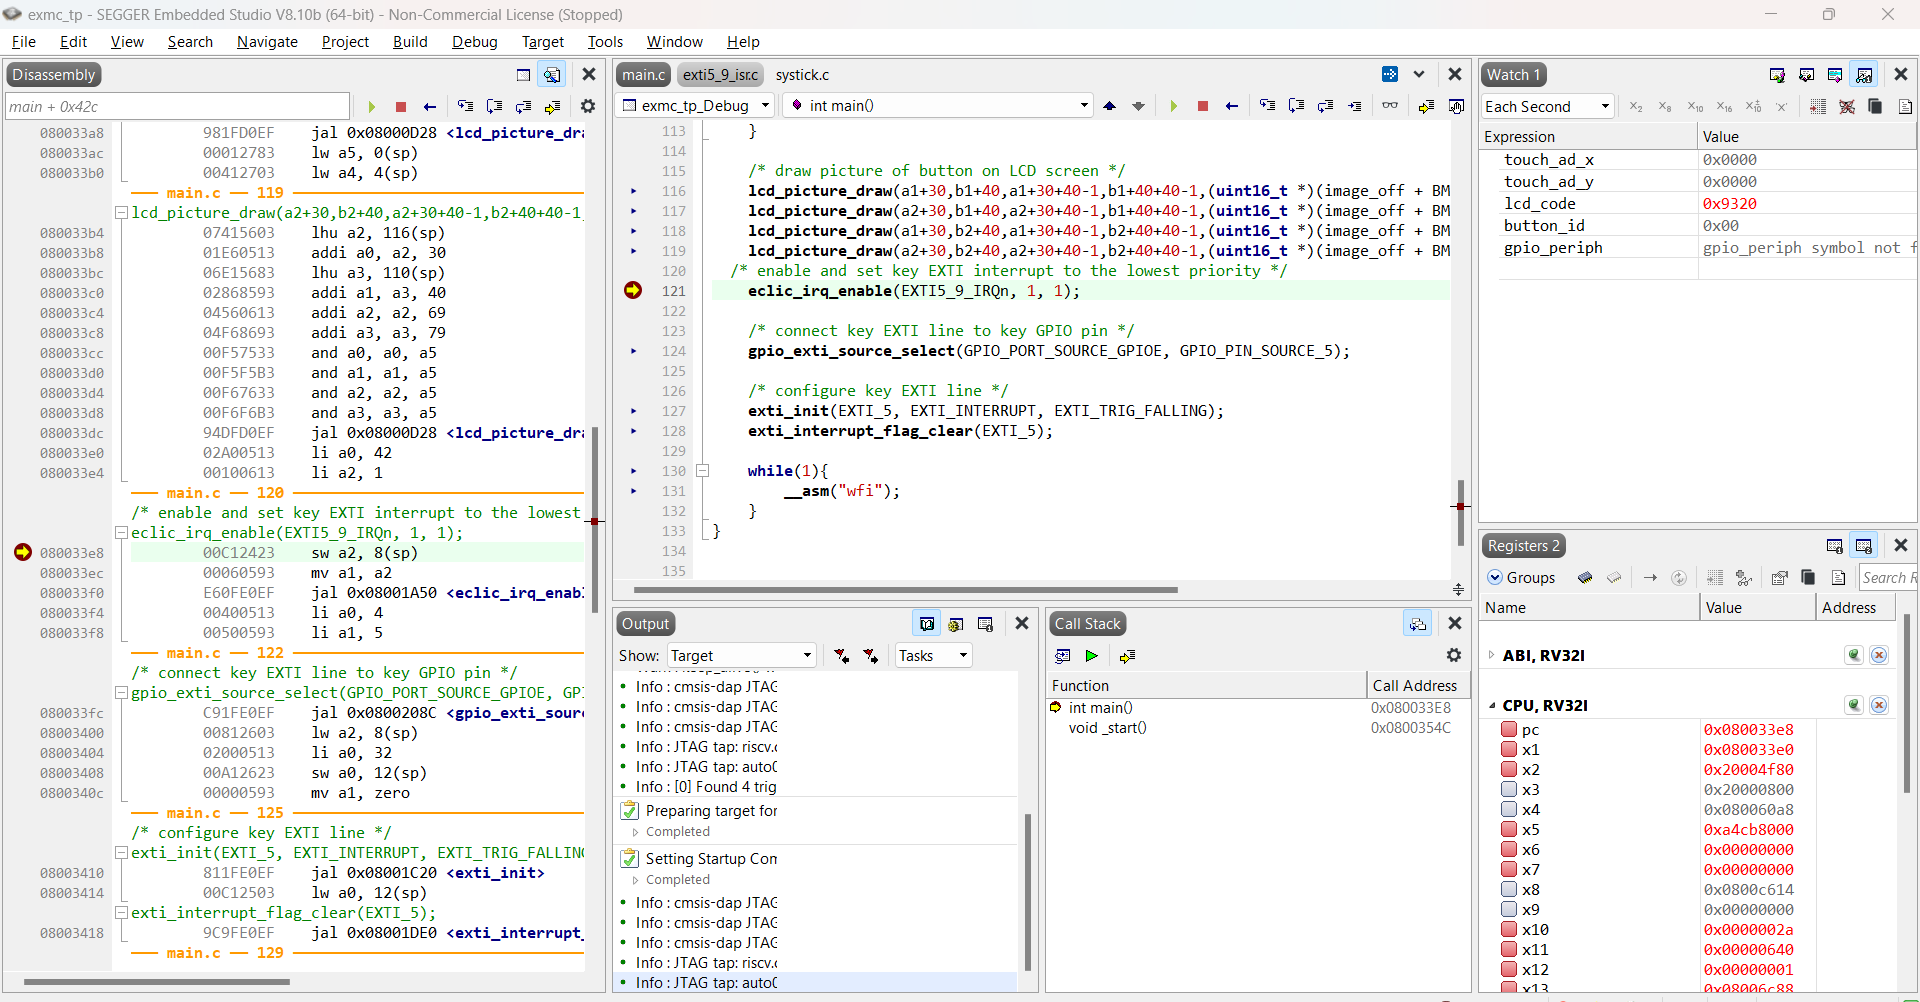 exmc_tp - SEGGER Embedded Studio V8.10b (64-bit) - Non-Commercial License (Stopped)
File Edit View Search Navigate Project Build Debug Target Tools Window Help
Disassembly
main + 0x42c
080033a8 981FD0EF jal 0x08000D28 <lcd_picture_dra
080033ac 00012783 lw a5, 0(sp)
080033b0 00412703 lw a4, 4(sp)
main.c 119
lcd_picture_draw(a2+30,b2+40,a2+30+40-1,b2+40+40-1,
080033b4 07415603 lhu a2, 116(sp)
080033b8 01E60513 addi a0, a2, 30
080033bc 06E15683 lhu a3, 110(sp)
080033c0 02868593 addi a1, a3, 40
080033c4 04560613 addi a2, a2, 69
080033c8 04F68693 addi a3, a3, 79
080033cc 00F57533 and a0, a0, a5
080033d0 00F5F5B3 and a1, a1, a5
080033d4 00F67633 and a2, a2, a5
080033d8 00F6F6B3 and a3, a3, a5
080033dc 94DFD0EF jal 0x08000D28 <lcd_picture_dra
080033e0 02A00513 li a0, 42
080033e4 00100613 li a2, 1
main.c 120
/* enable and set key EXTI interrupt to the lowest
eclic_irq_enable(EXTI5_9_IRQn, 1, 1);
080033e8 00C12423 sw a2, 8(sp)
080033ec 00060593 mv a1, a2
080033f0 E60FE0EF jal 0x08001A50 <eclic_irq_enabl
080033f4 00400513 li a0, 4
080033f8 00500593 li a1, 5
main.c 122
/* connect key EXTI line to key GPIO pin */
gpio_exti_source_select(GPIO_PORT_SOURCE_GPIOE, GPI
080033fc C91FE0EF jal 0x0800208C <gpio_exti_sour
08003400 00812603 lw a2, 8(sp)
08003404 02000513 li a0, 32
08003408 00A12623 sw a0, 12(sp)
0800340c 00000593 mv a1, zero
main.c 125
/* configure key EXTI line */
exti_init(EXTI_5, EXTI_INTERRUPT, EXTI_TRIG_FALLING
08003410 811FE0EF jal 0x08001C20 <exti_init>
08003414 00C12503 lw a0, 12(sp)
exti_interrupt_flag_clear(EXTI_5);
08003418 9C9FE0EF jal 0x08001DE0 <exti_interrupt_
main.c 129
main.c exti5_9_isr.c systick.c
exmc_tp_Debug int main()
113 }
114
115 /* draw picture of button on LCD screen */
116 lcd_picture_draw(a1+30,b1+40,a1+30+40-1,b1+40+40-1,(uint16_t *)(image_off + BM
117 lcd_picture_draw(a2+30,b1+40,a2+30+40-1,b1+40+40-1,(uint16_t *)(image_off + BM
118 lcd_picture_draw(a1+30,b2+40,a1+30+40-1,b2+40+40-1,(uint16_t *)(image_off + BM
119 lcd_picture_draw(a2+30,b2+40,a2+30+40-1,b2+40+40-1,(uint16_t *)(image_off + BM
120 /* enable and set key EXTI interrupt to the lowest priority */
121 eclic_irq_enable(EXTI5_9_IRQn, 1, 1);
122
123 /* connect key EXTI line to key GPIO pin */
124 gpio_exti_source_select(GPIO_PORT_SOURCE_GPIOE, GPIO_PIN_SOURCE_5);
125
126 /* configure key EXTI line */
127 exti_init(EXTI_5, EXTI_INTERRUPT, EXTI_TRIG_FALLING);
128 exti_interrupt_flag_clear(EXTI_5);
129
130 while(1){
131 __asm("wfi");
132 }
133 }
134
135
Output
Show: Target Tasks
Info : cmsis-dap JTAG
Info : cmsis-dap JTAG
Info : cmsis-dap JTAG
Info : JTAG tap: riscv.c
Info : JTAG tap: auto0
Info : [0] Found 4 trig
Preparing target for
Completed
Setting Startup Com
Completed
Info : cmsis-dap JTAG
Info : cmsis-dap JTAG
Info : cmsis-dap JTAG
Info : JTAG tap: riscv.c
Info : JTAG tap: auto0
Call Stack
Function Call Address
int main() 0x080033E8
void _start() 0x0800354C
Watch 1
Each Second
Expression Value
touch_ad_x 0x0000
touch_ad_y 0x0000
lcd_code 0x9320
button_id 0x00
gpio_periph gpio_periph symbol not f
Registers 2
Groups Search R
Name Value Address
ABI, RV32I
CPU, RV32I
pc 0x080033e8
x1 0x080033e0
x2 0x20004f80
x3 0x20000800
x4 0x080060a8
x5 0xa4cb8000
x6 0x00000000
x7 0x00000000
x8 0x0800c614
x9 0x00000000
x10 0x0000002a
x11 0x00000640
x12 0x00000001
x13 0x08006c88